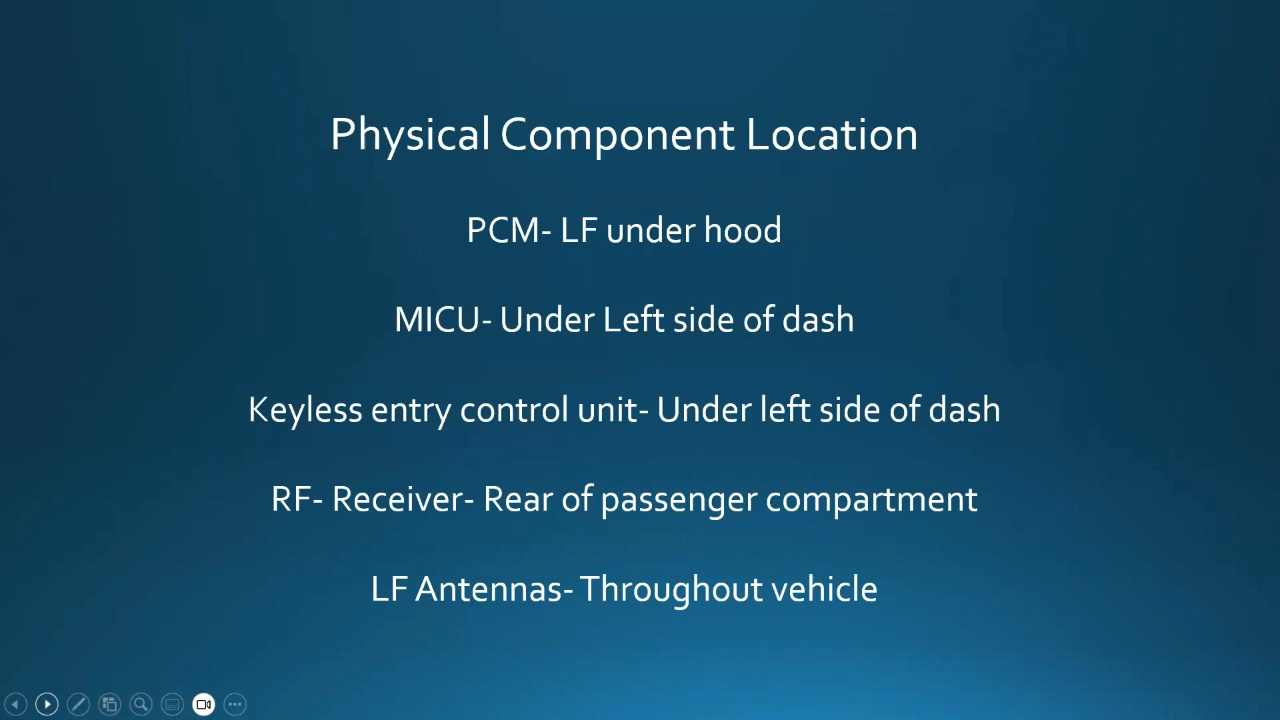 Physical Component Location
PCM- LF under hood
MICU- Under Left side of dash
Keyless entry control unit- Under left side of dash
RF- Receiver- Rear of passenger compartment
LF Antennas- Throughout vehicle